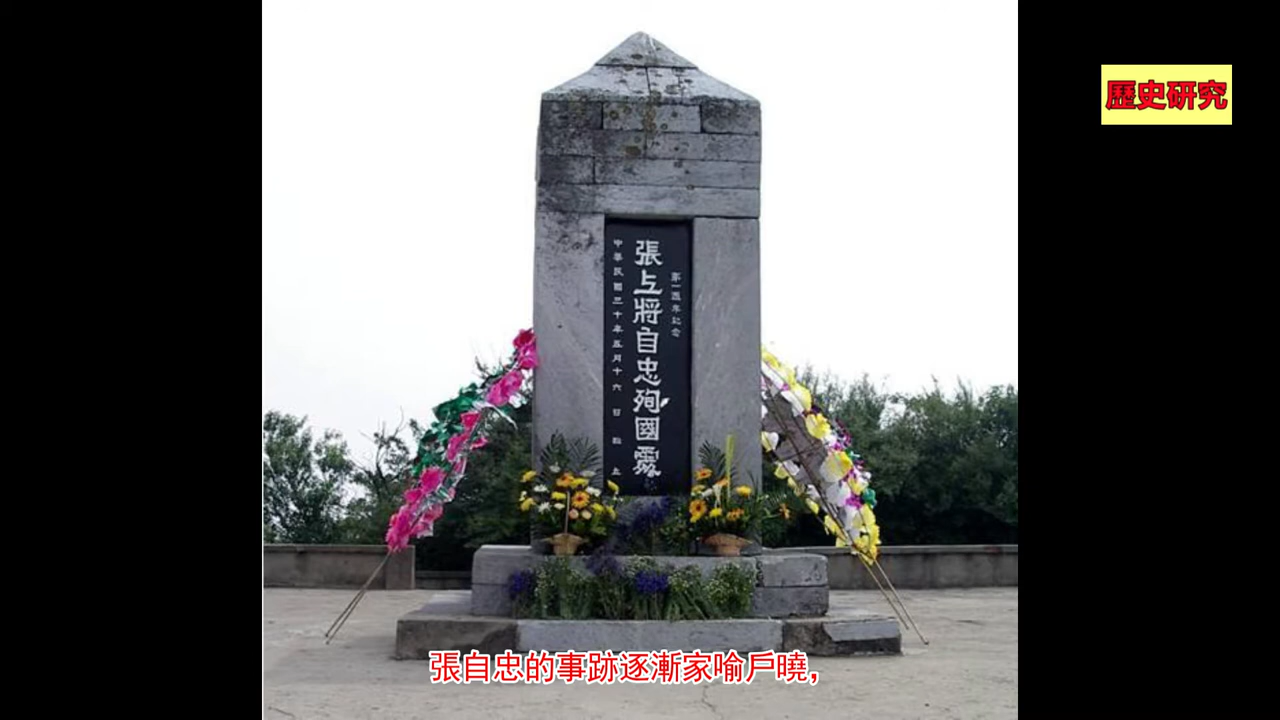 歷史研究
第一週年記念
張上將自忠殉國處
中華民國三十年五月十六日
張自忠的事跡逐漸家喻戶曉,